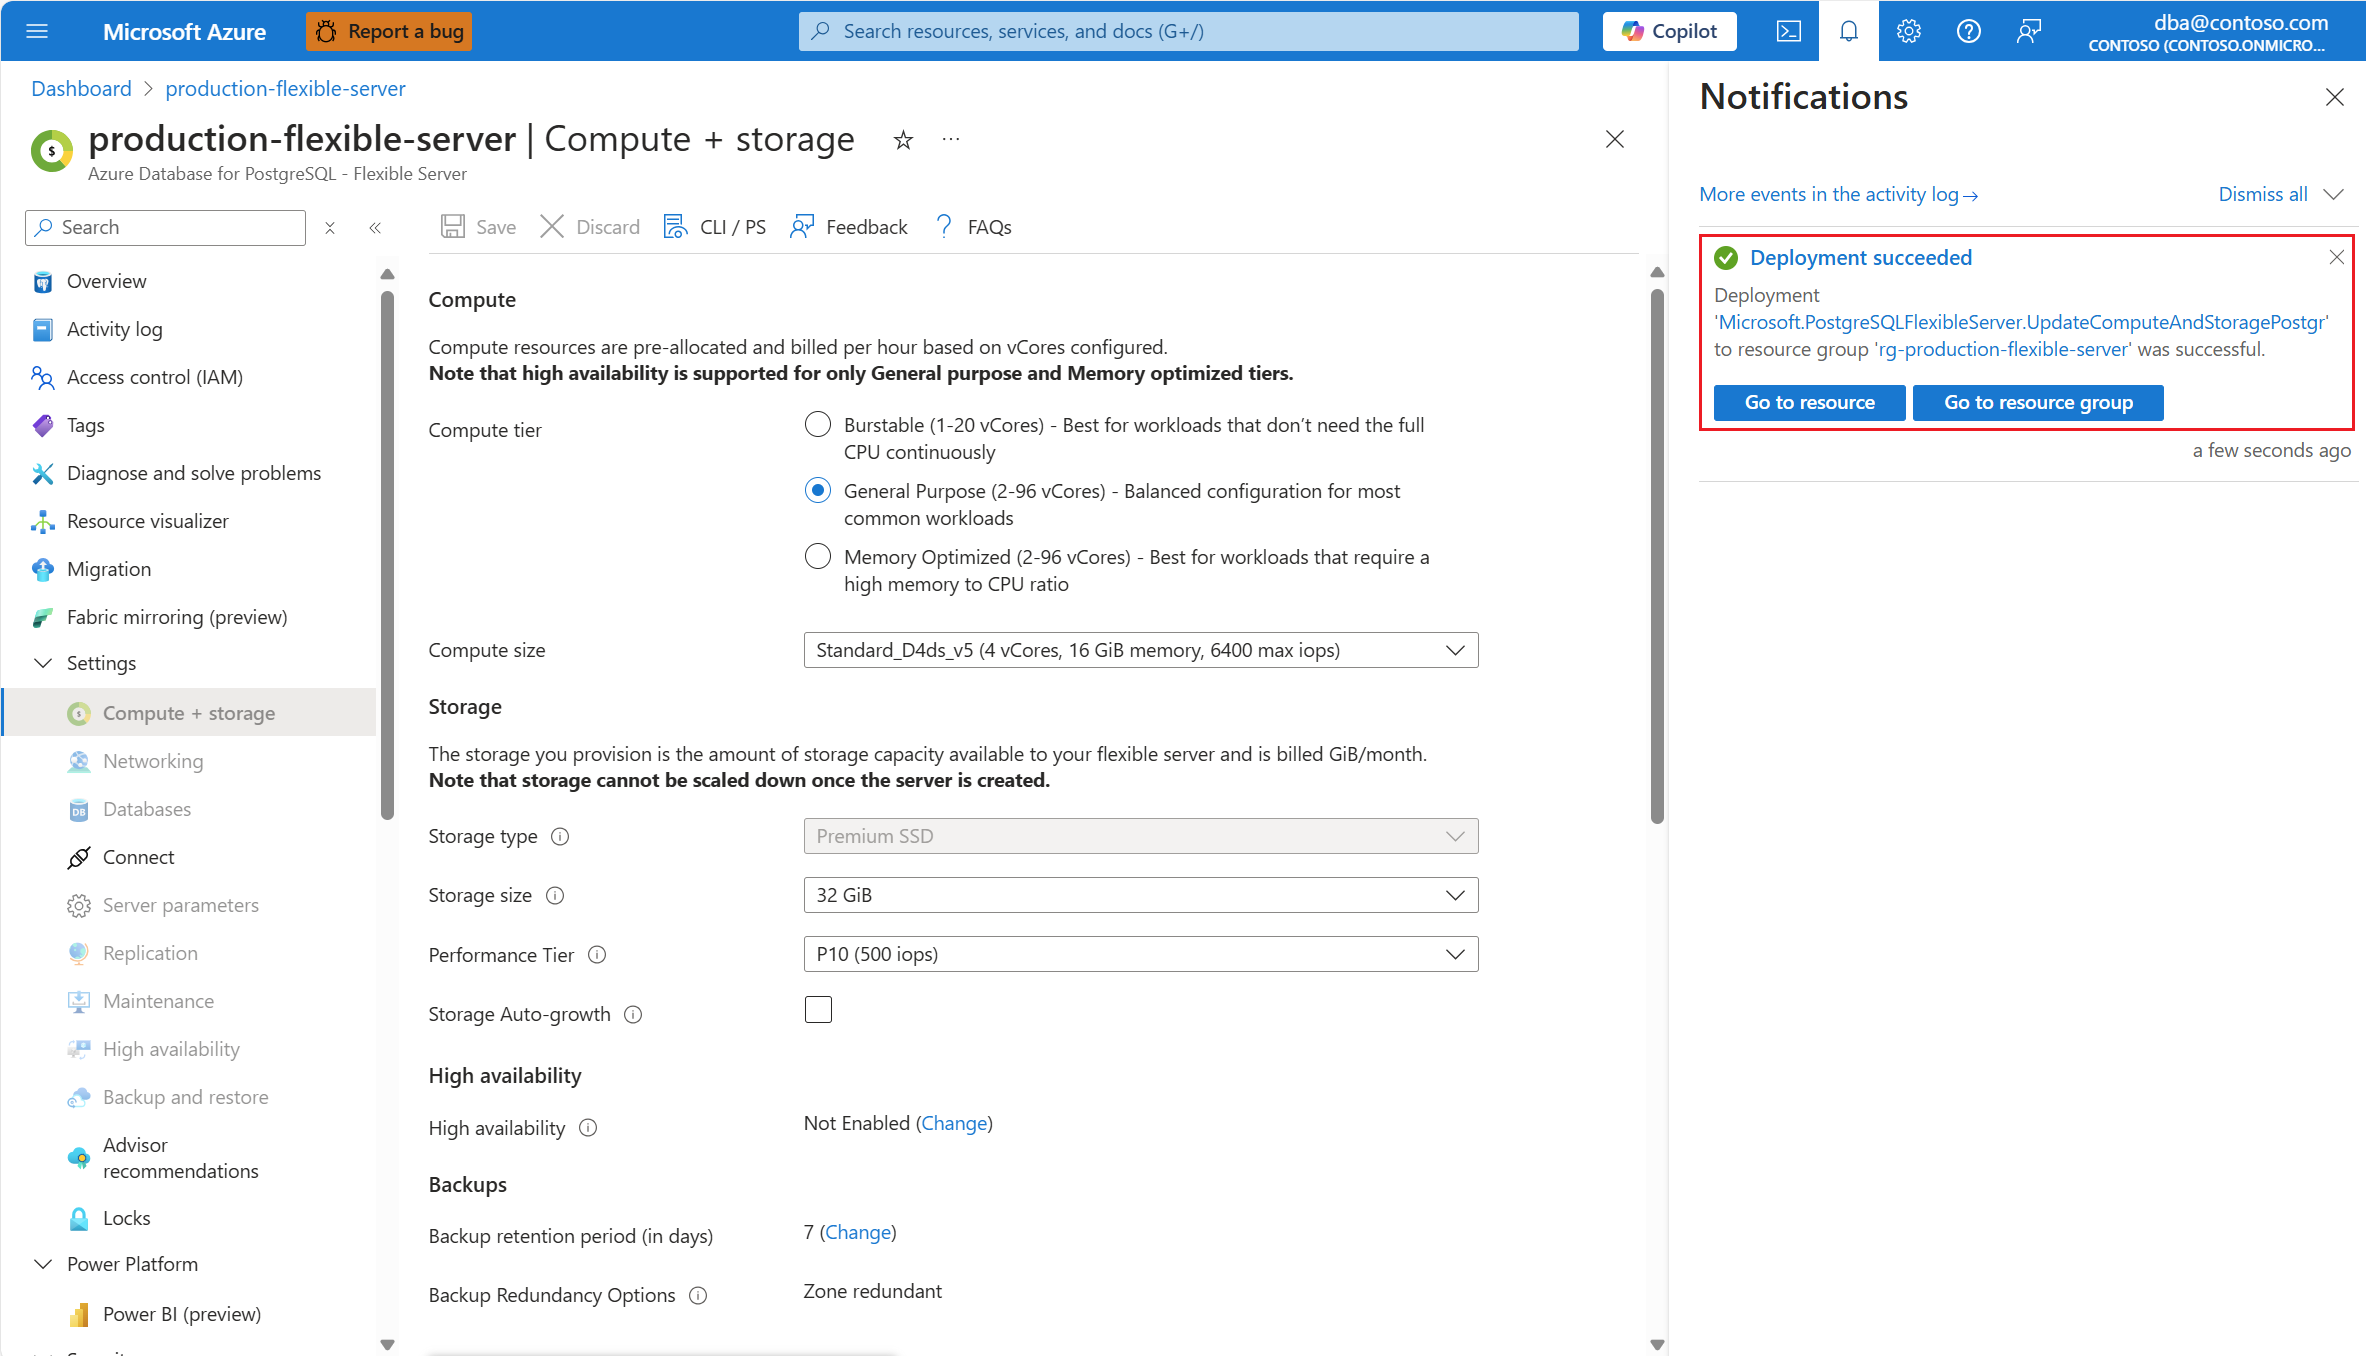 Microsoft Azure
Report a bug
Search resources, services, and docs (G+/)
Copilot
dba@contoso.com
CONTOSO (CONTOSO.ONMICRO...
Dashboard > production-flexible-server
production-flexible-server | Compute + storage
Azure Database for PostgreSQL - Flexible Server
Search
Overview
Activity log
Access control (IAM)
Tags
Diagnose and solve problems
Resource visualizer
Migration
Fabric mirroring (preview)
Settings
Compute + storage
Networking
Databases
Connect
Server parameters
Replication
Maintenance
High availability
Backup and restore
Advisor
recommendations
Locks
Power Platform
Power BI (preview)
Save
Discard
CLI / PS
Feedback
FAQs
Compute
Compute resources are pre-allocated and billed per hour based on vCores configured.
Note that high availability is supported for only General purpose and Memory optimized tiers.
Compute tier
Burstable (1-20 vCores) - Best for workloads that don’t need the full
CPU continuously
General Purpose (2-96 vCores) - Balanced configuration for most
common workloads
Memory Optimized (2-96 vCores) - Best for workloads that require a
high memory to CPU ratio
Compute size
Standard_D4ds_v5 (4 vCores, 16 GiB memory, 6400 max iops)
Storage
The storage you provision is the amount of storage capacity available to your flexible server and is billed GiB/month.
Note that storage cannot be scaled down once the server is created.
Storage type
Premium SSD
Storage size
32 GiB
Performance Tier
P10 (500 iops)
Storage Auto-growth
High availability
High availability
Not Enabled (Change)
Backups
Backup retention period (in days)
7 (Change)
Backup Redundancy Options
Zone redundant
Notifications
More events in the activity log→
Dismiss all
Deployment succeeded
Deployment
'Microsoft.PostgreSQLFlexibleServer.UpdateComputeAndStoragePostgr'
to resource group 'rg-production-flexible-server' was successful.
Go to resource
Go to resource group
a few seconds ago